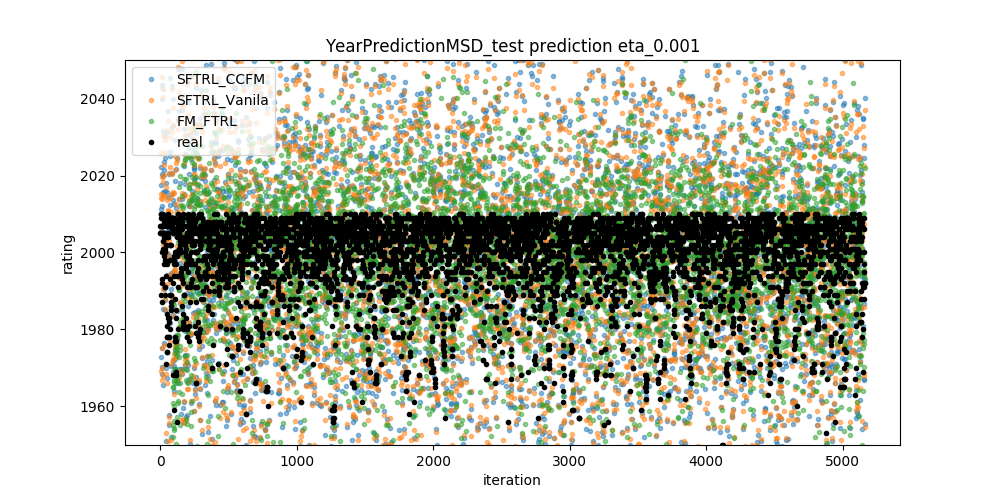 YearPredictionMSD_test prediction eta_0.001
SFTRL_CCFM
SFTRL_Vanila
FM_FTRL
real
rating
2040
2020
2000
1980
1960
0
1000
2000
3000
4000
5000
iteration